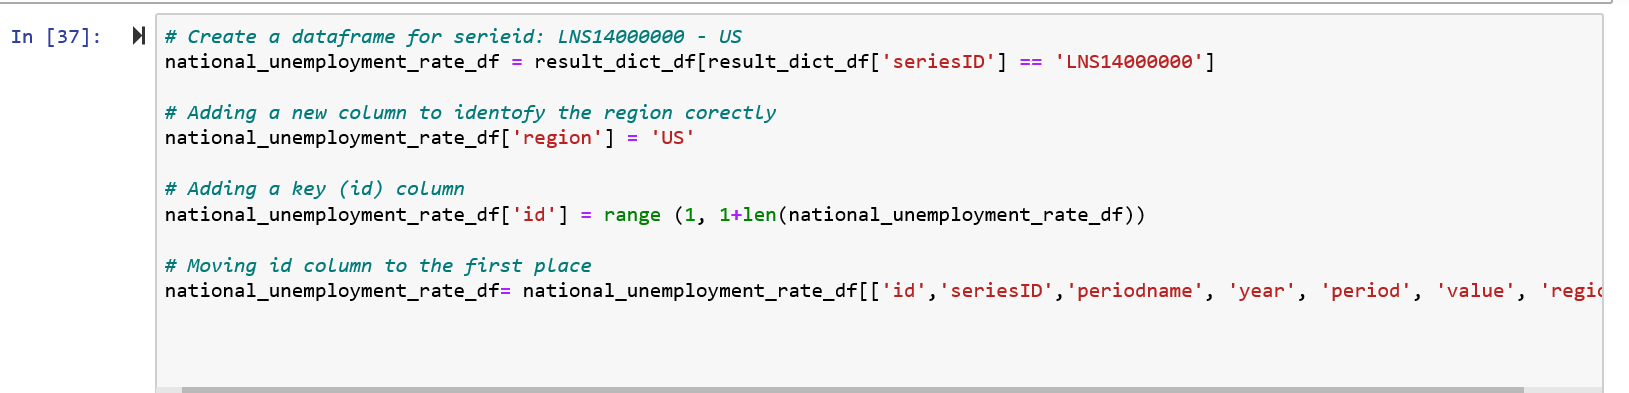 In [37]:
# Create a dataframe for serieid: LNS14000000 - US
national_unemployment_rate_df = result_dict_df[result_dict_df['seriesID'] == 'LNS14000000']
# Adding a new column to identofy the region corectly
national_unemployment_rate_df['region'] = 'US'
# Adding a key (id) column
national_unemployment_rate_df['id'] = range (1, 1+len(national_unemployment_rate_df))
# Moving id column to the first place
national_unemployment_rate_df= national_unemployment_rate_df[['id','seriesID','periodname', 'year', 'period', 'value',